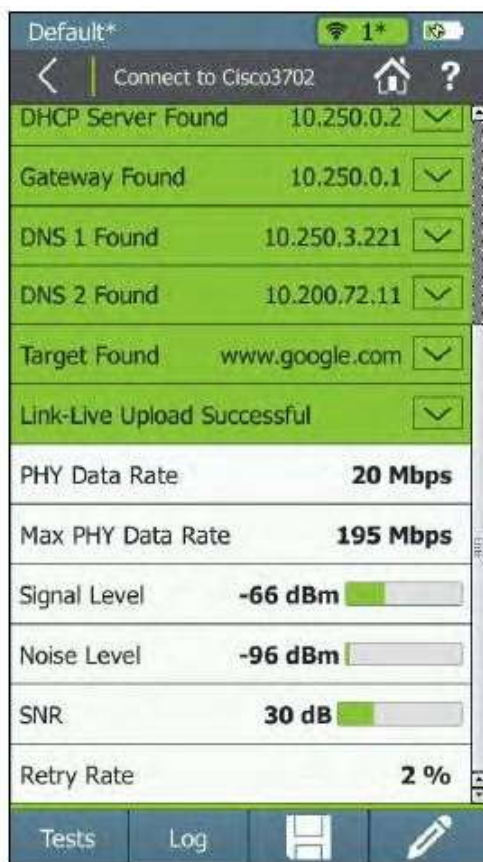 Default*
1*
Connect to Cisco3702
?
DHCP Server Found 10.250.0.2
Gateway Found 10.250.0.1
DNS 1 Found 10.250.3.221
DNS 2 Found 10.200.72.11
Target Found www.google.com
Link-Live Upload Successful
PHY Data Rate 20 Mbps
Max PHY Data Rate 195 Mbps
Signal Level -66 dBm
Noise Level -96 dBm
SNR 30 dB
Retry Rate 2 %
Tests Log